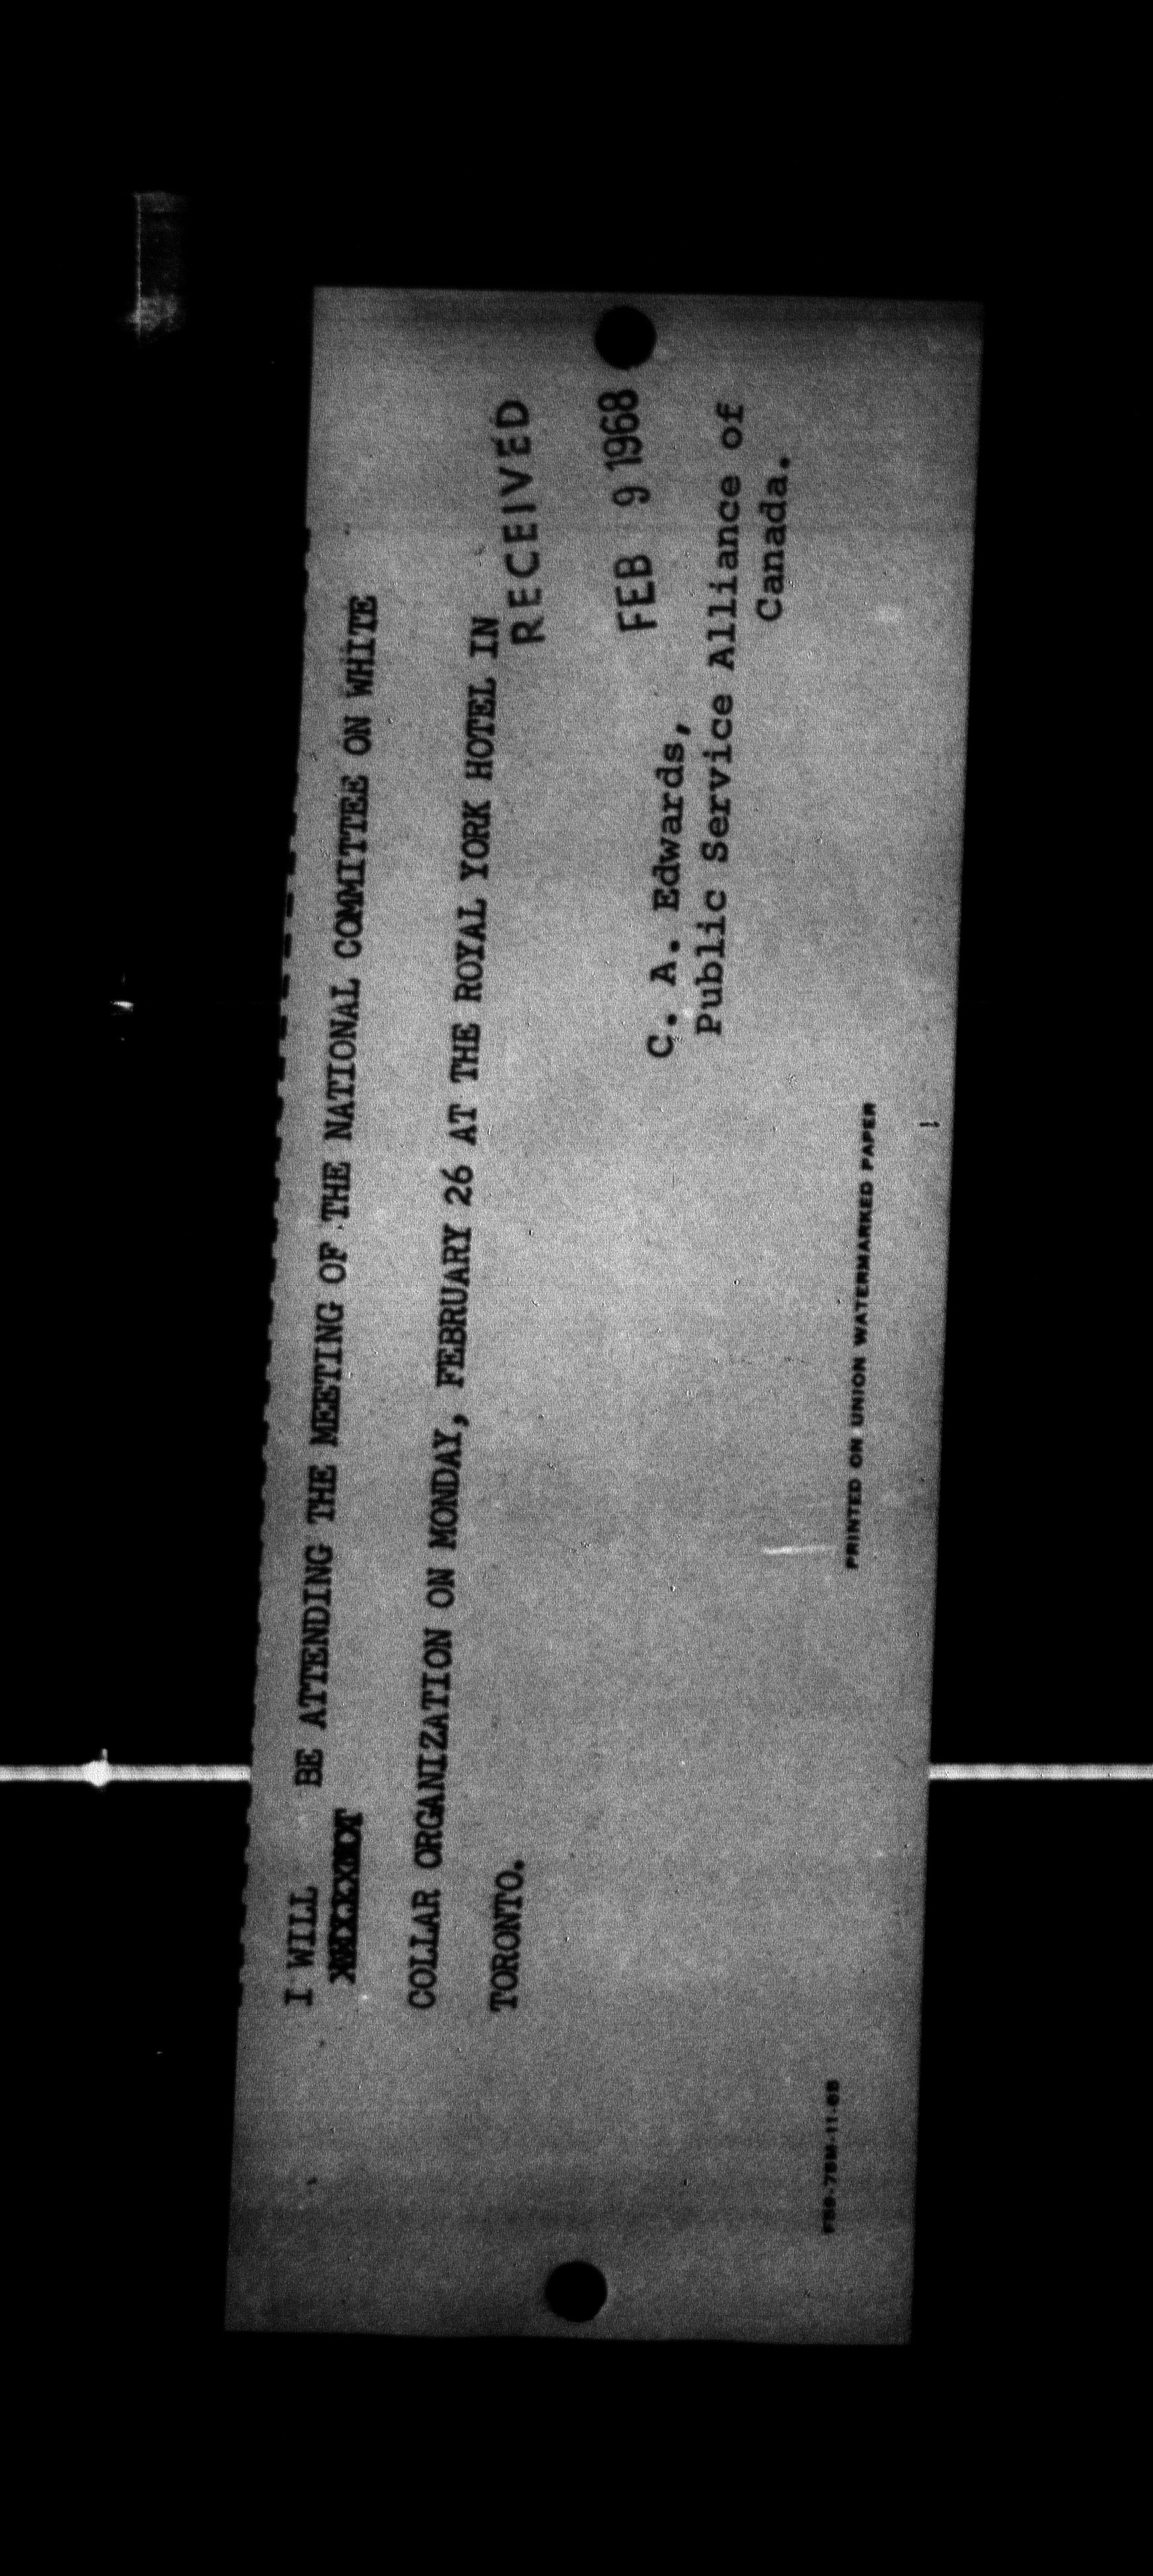 I WILL BE ATTENDING THE MEETING OF THE NATIONAL COMMITTEE ON WHITE
COLLAR ORGANIZATION ON MONDAY, FEBRUARY 26 AT THE ROYAL YORK HOTEL IN
TORONTO.
RECEIVED
FEB 9 1968
C. A. Edwards,
Public Service Alliance of
Canada.
PRINTED ON UNION WATERMARKED PAPER